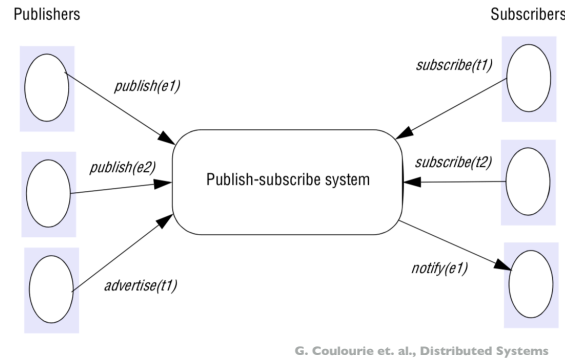 Publishers
Subscribers
publish(e1)
subscribe(t1)
publish(e2)
subscribe(t2)
Publish-subscribe system
advertise(t1)
notify(e1)
G. Coulourie et. al., Distributed Systems